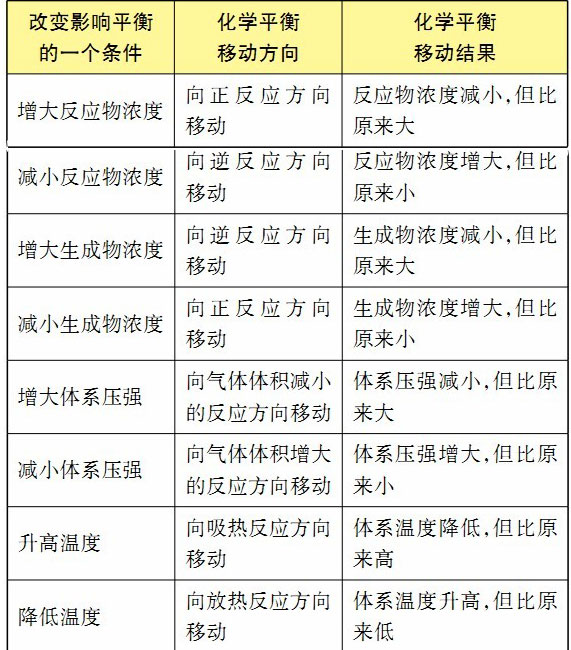 改变影响平衡
的一个条件
化学平衡
移动方向
化学平衡
移动结果
增大反应物浓度
向正反应方向
移动
反应物浓度减小,但比
原来大
减小反应物浓度
向逆反应方向
移动
反应物浓度增大,但比
原来小
增大生成物浓度
向逆反应方向
移动
生成物浓度减小,但比
原来大
减小生成物浓度
向正反应方向
移动
生成物浓度增大,但比
原来小
增大体系压强
向气体体积减小
的反应方向移动
体系压强减小,但比原
来大
减小体系压强
向气体体积增大
的反应方向移动
体系压强增大,但比原
来小
升高温度
向吸热反应方向
移动
体系温度降低,但比原
来高
降低温度
向放热反应方向
移动
体系温度升高,但比原
来低